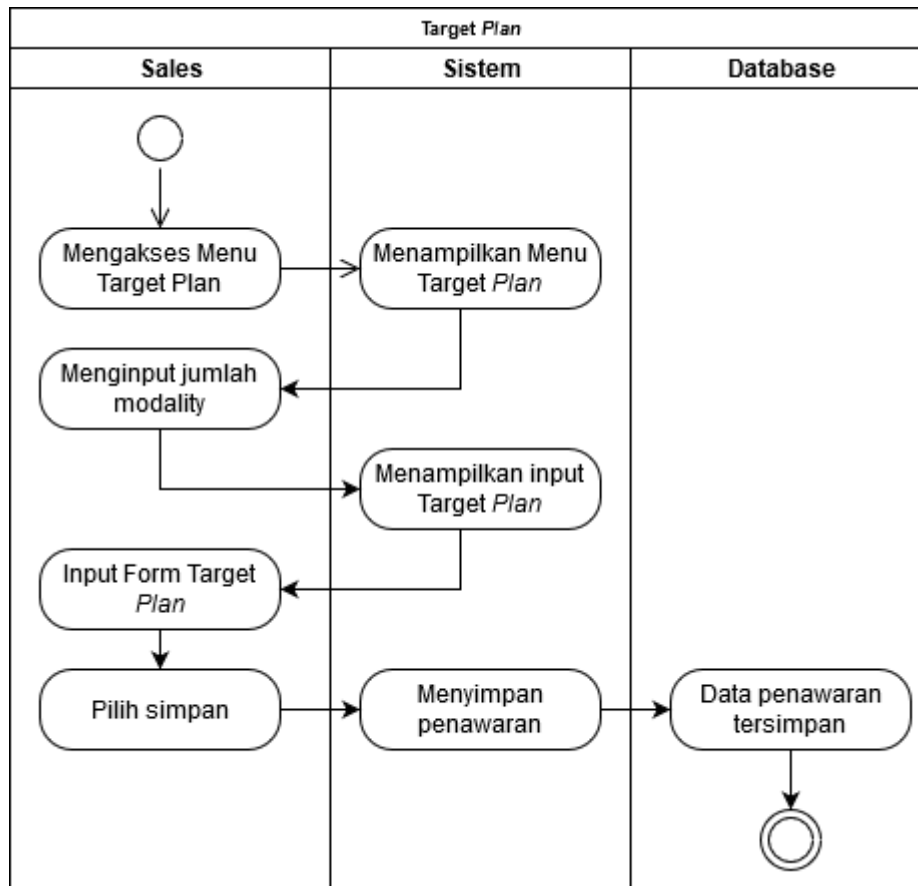 Target Plan
Sales
Sistem
Database
Mengakses Menu
Target Plan
Menampilkan Menu
Target Plan
Menginput jumlah
modality
Menampilkan input
Target Plan
Input Form Target
Plan
Pilih simpan
Menyimpan
penawaran
Data penawaran
tersimpan